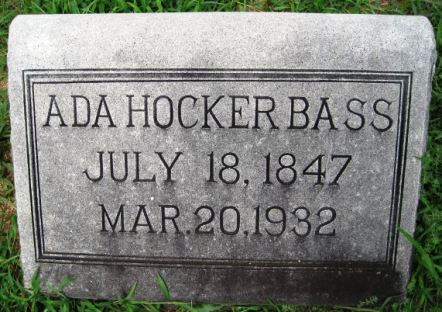 ADA HOCKER BASS
JULY 18, 1847
MAR. 20, 1932